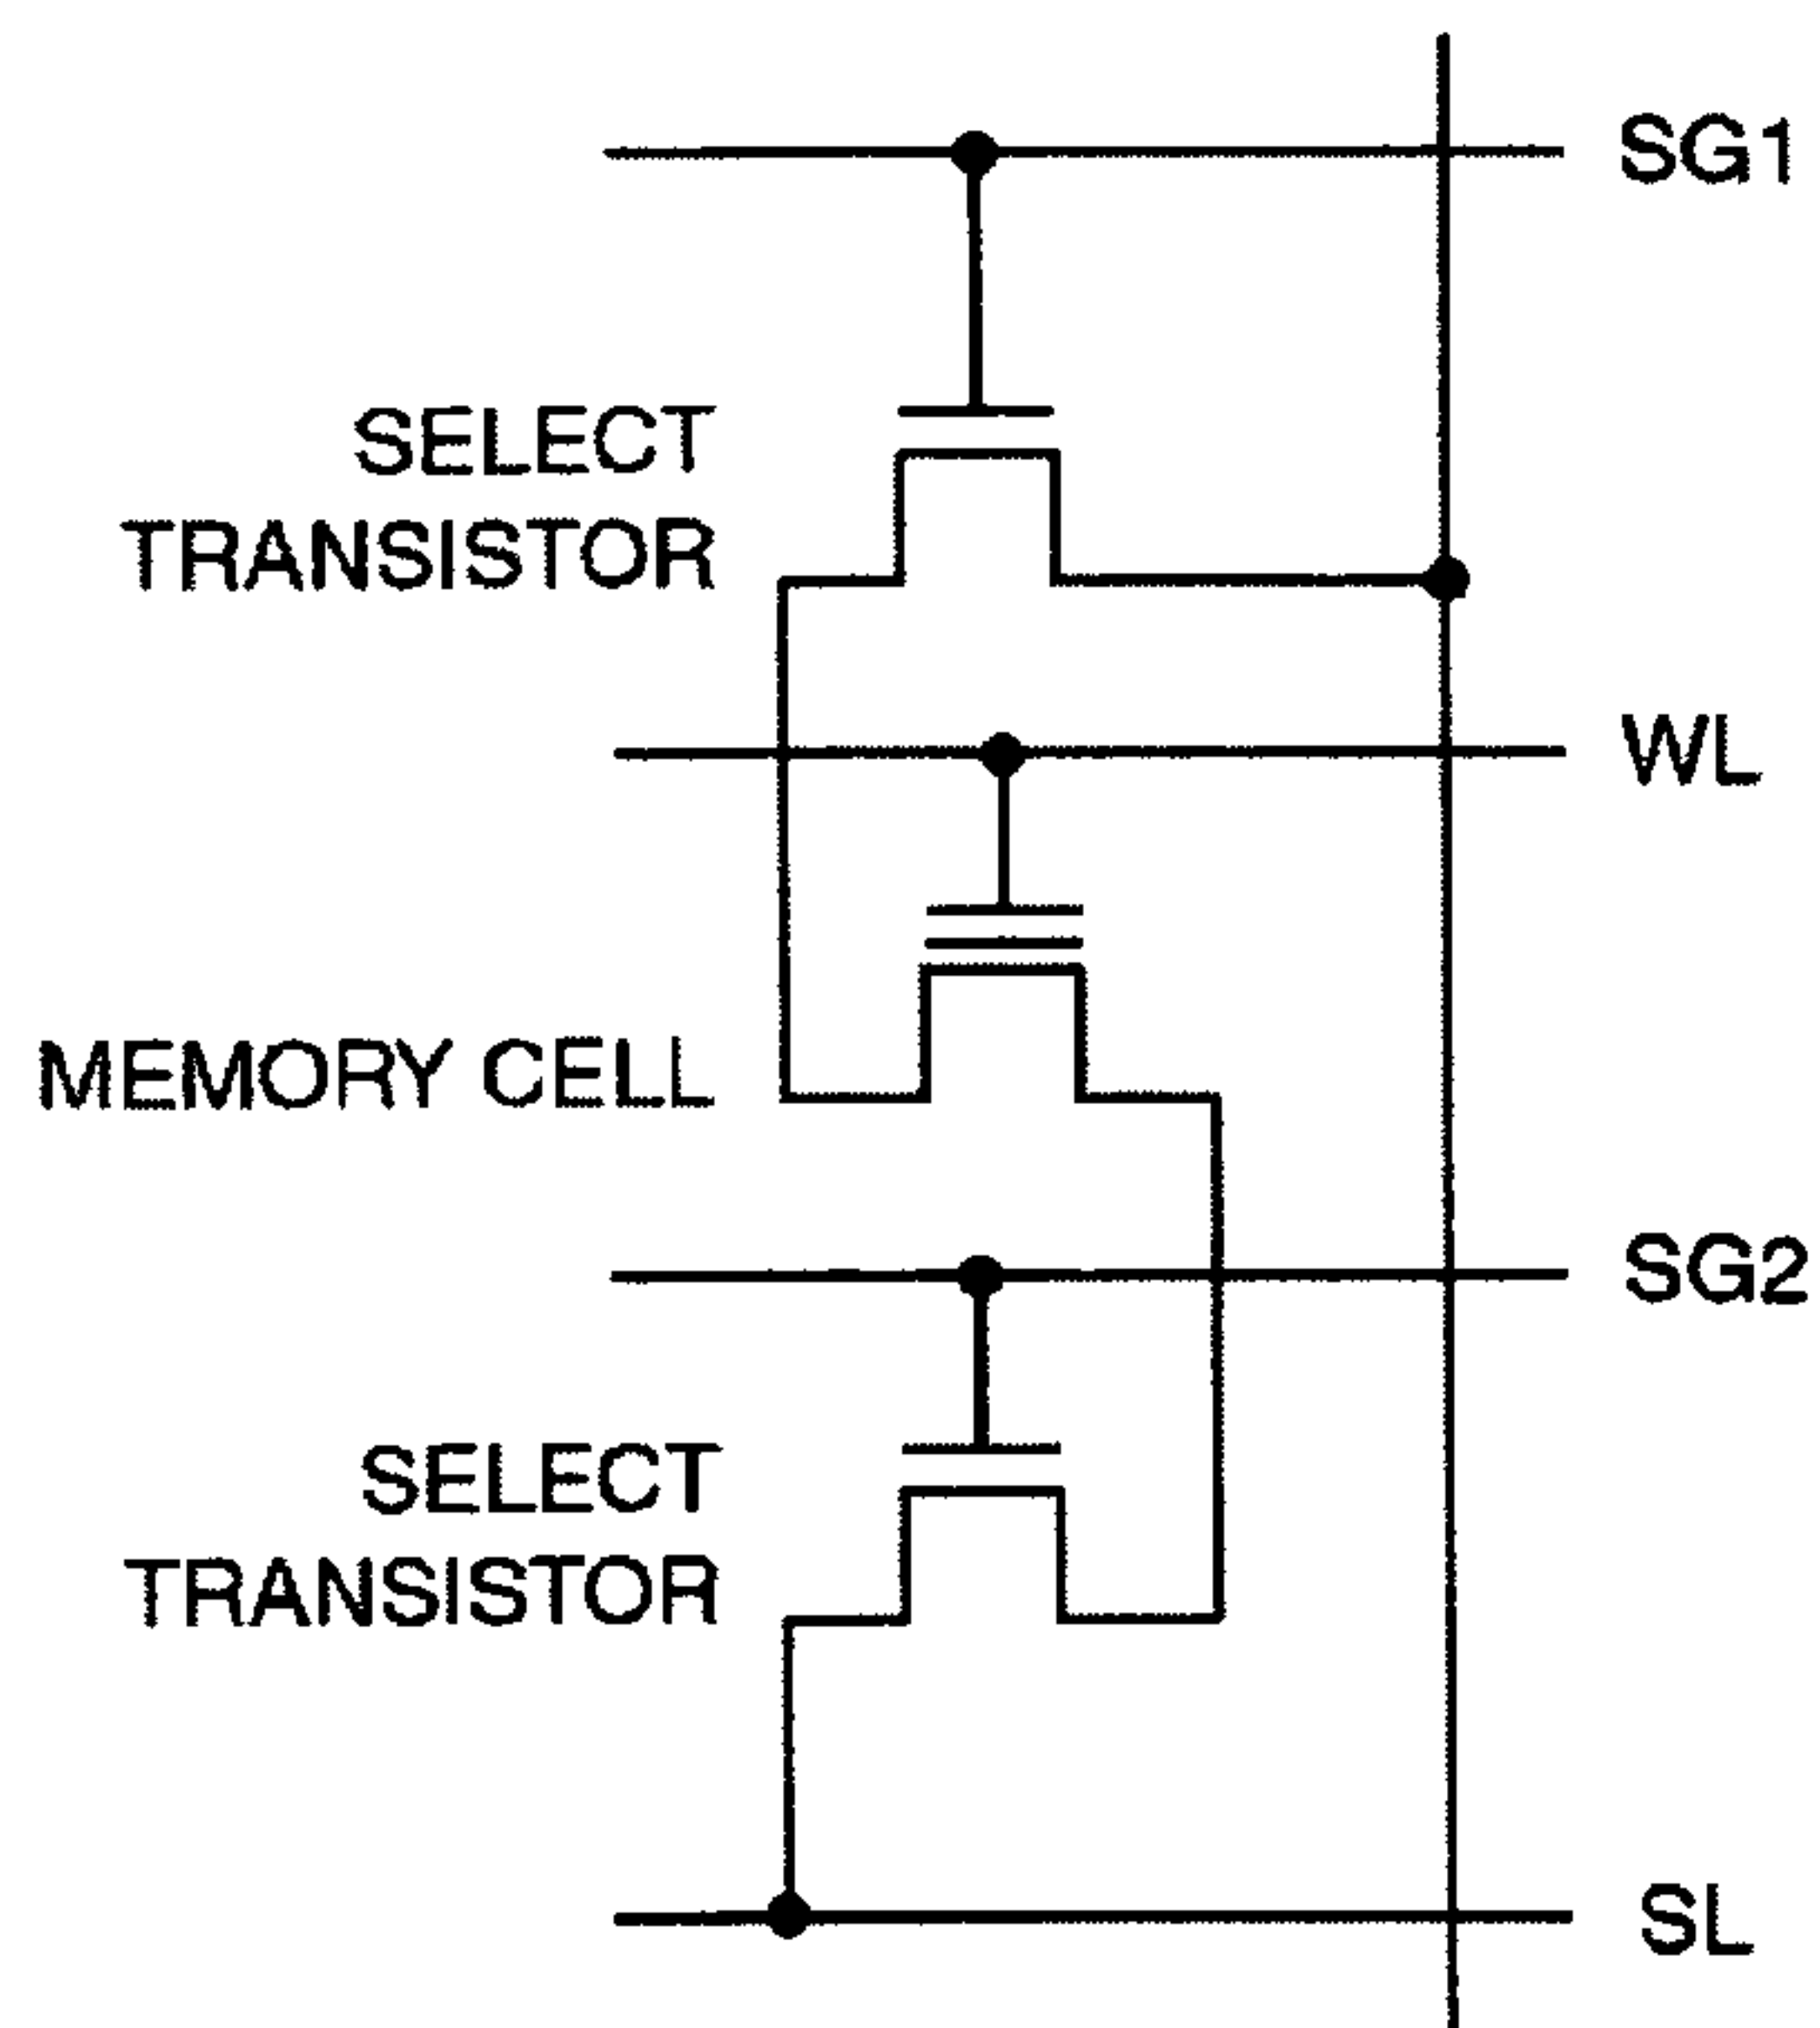 SG1
SELECT
TRANSISTOR
WL
MEMORY CELL
SG2
SELECT
TRANSISTOR
SL